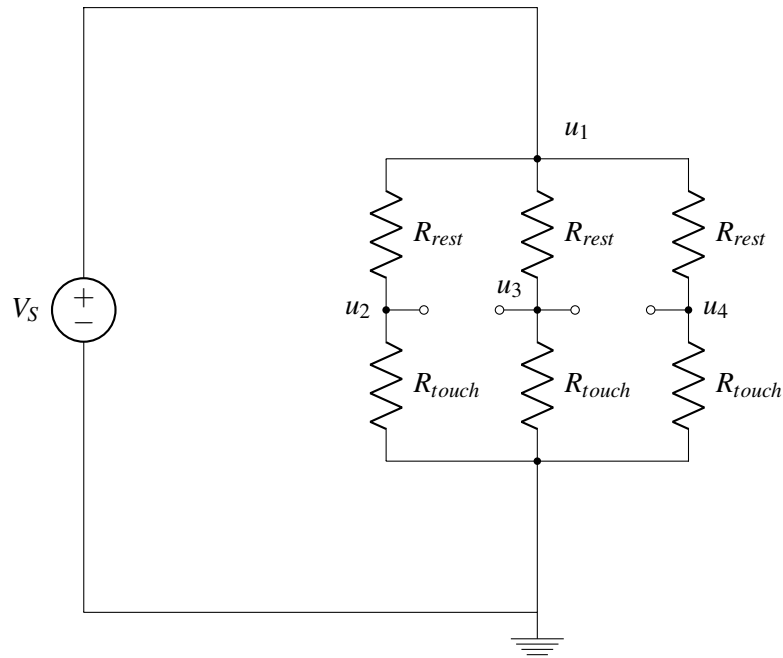 u₁
R_rest R_rest R_rest
V_S + − u₂ u₃ u₄
R_touch R_touch R_touch